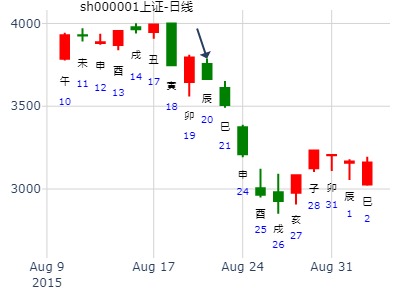 sh000001上证-日线
4000
3500
3000
午
10
未
11
申
12
酉
13
戌
14
丑
17
寅
18
卯
19
辰
20
巳
21
申
24
酉
25
戌
26
亥
27
子
28
卯
31
辰
1
巳
2
Aug 9
2015
Aug 17
Aug 24
Aug 31